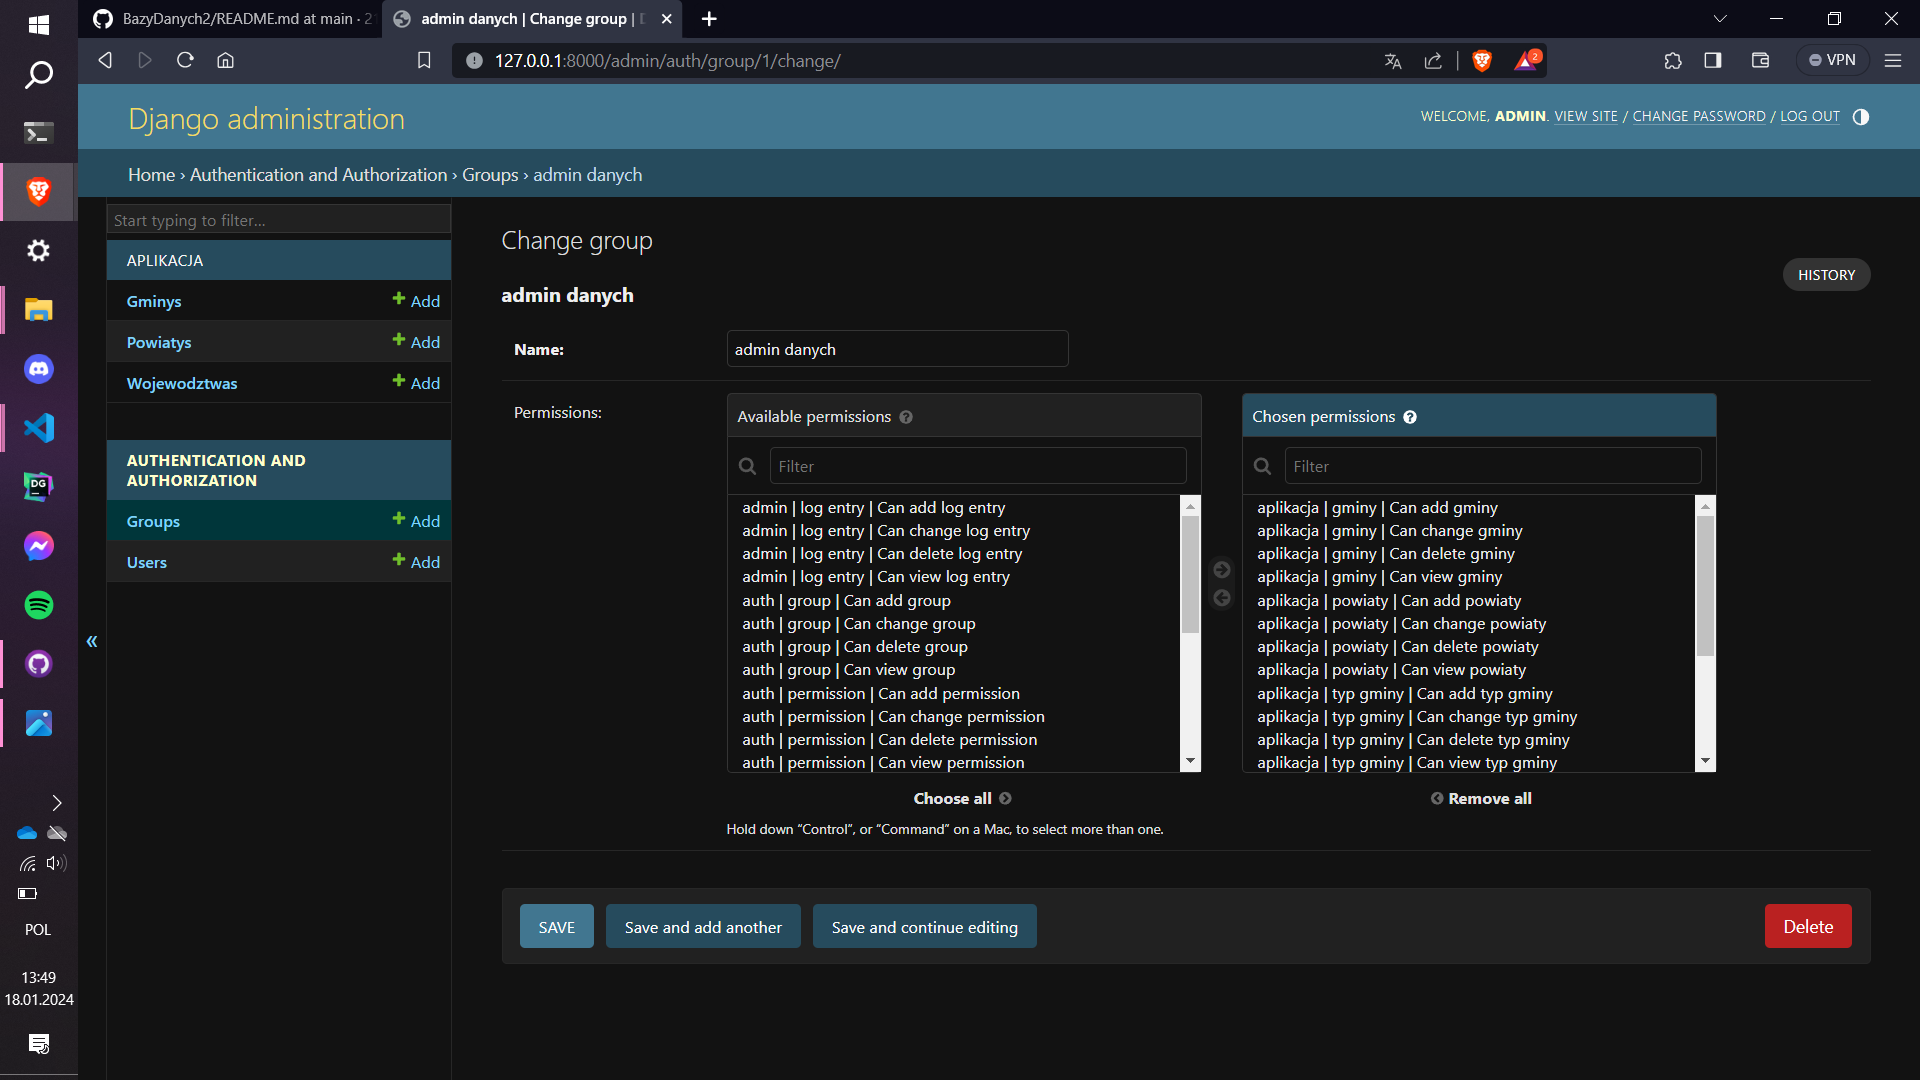 BazyDanych2/README.md at main · 2
admin danych | Change group |
127.0.0.1:8000/admin/auth/group/1/change/
2
VPN
Django administration
WELCOME, ADMIN. VIEW SITE / CHANGE PASSWORD / LOG OUT
Home › Authentication and Authorization › Groups › admin danych
Start typing to filter...
APLIKACJA
Gminys
Add
Powiatys
Add
Wojewodztwas
Add
AUTHENTICATION AND
AUTHORIZATION
Groups
Add
Users
Add
«
Change group
HISTORY
admin danych
Name:
admin danych
Permissions:
Available permissions
Filter
admin | log entry | Can add log entry
admin | log entry | Can change log entry
admin | log entry | Can delete log entry
admin | log entry | Can view log entry
auth | group | Can add group
auth | group | Can change group
auth | group | Can delete group
auth | group | Can view group
auth | permission | Can add permission
auth | permission | Can change permission
auth | permission | Can delete permission
auth | permission | Can view permission
Choose all
Hold down “Control”, or “Command” on a Mac, to select more than one.
Chosen permissions
Filter
aplikacja | gminy | Can add gminy
aplikacja | gminy | Can change gminy
aplikacja | gminy | Can delete gminy
aplikacja | gminy | Can view gminy
aplikacja | powiaty | Can add powiaty
aplikacja | powiaty | Can change powiaty
aplikacja | powiaty | Can delete powiaty
aplikacja | powiaty | Can view powiaty
aplikacja | typ gminy | Can add typ gminy
aplikacja | typ gminy | Can change typ gminy
aplikacja | typ gminy | Can delete typ gminy
aplikacja | typ gminy | Can view typ gminy
Remove all
SAVE
Save and add another
Save and continue editing
Delete
DG
POL
13:49
18.01.2024